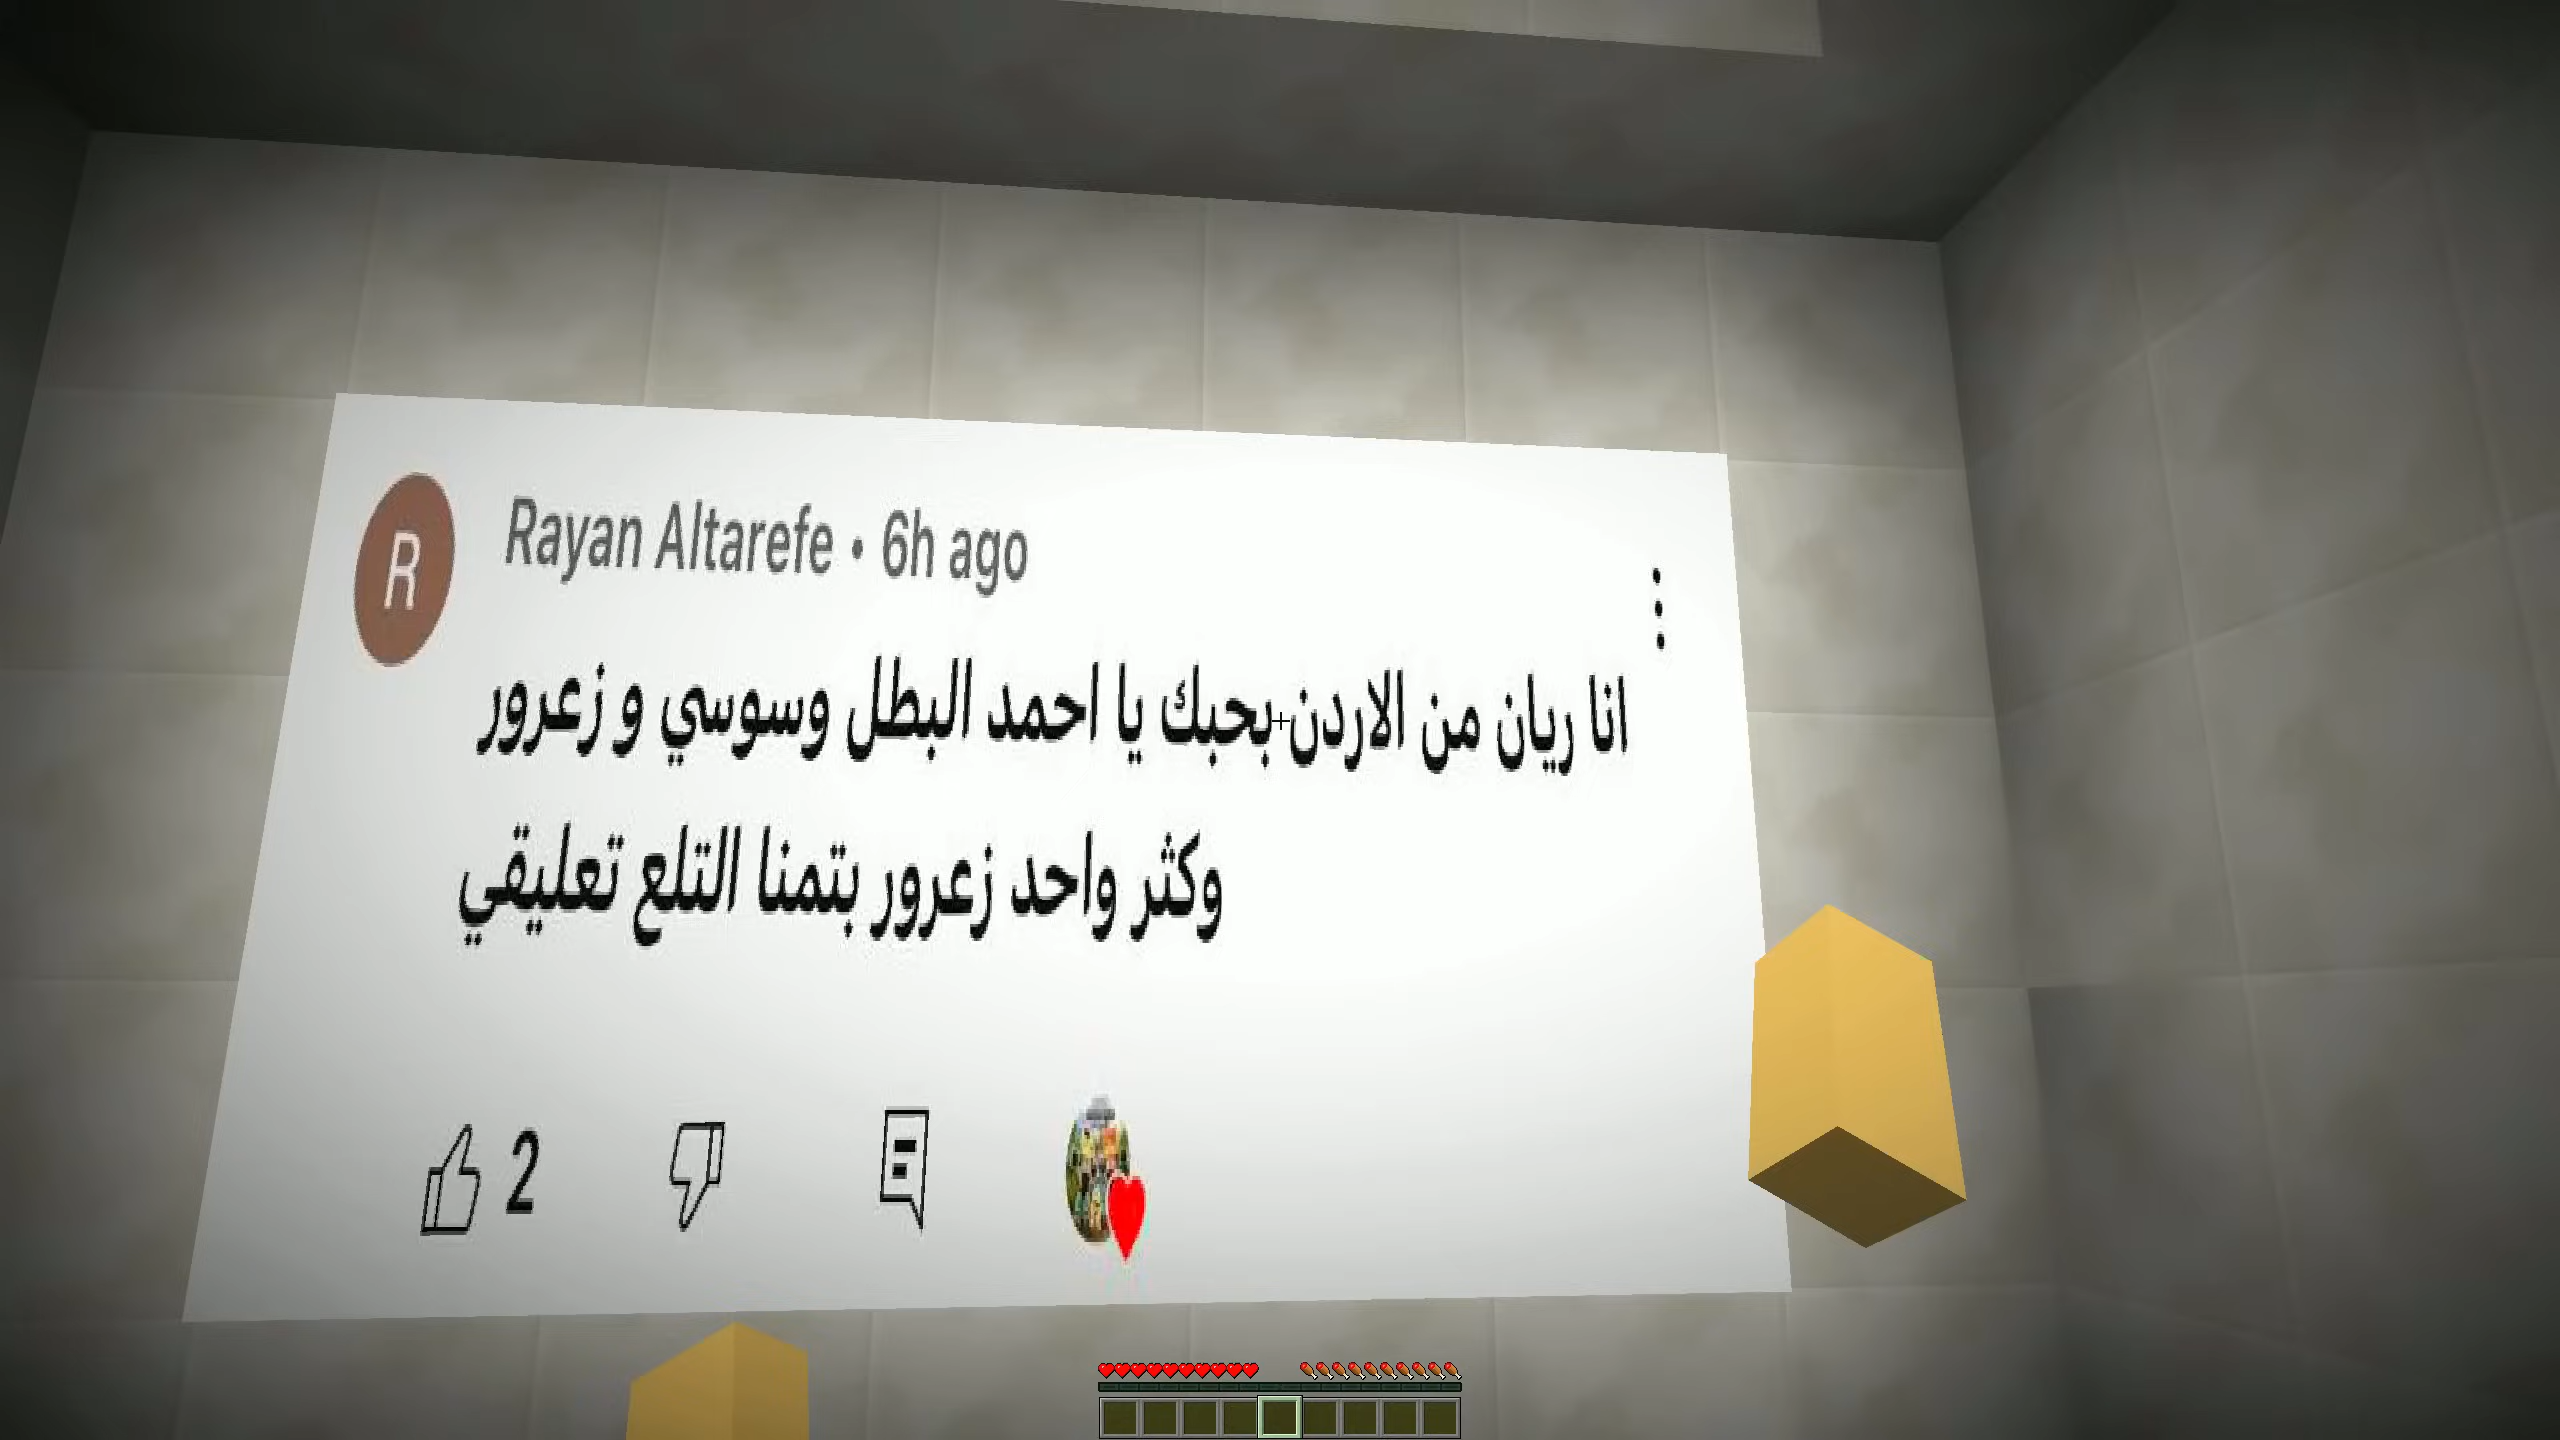 Rayan Altarefe • 6h ago
انا ريان من الاردن بحبك يا احمد البطل وسوسي و زعرور
وكثر واحد زعرور بتمنا التلع تعليقي
2